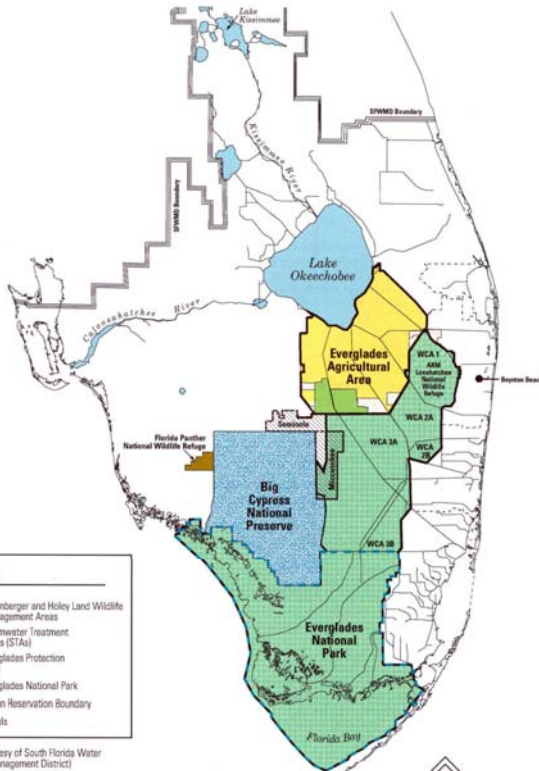 Lake
Kissimmee
Kissimmee River
SFWMD Boundary
SFWMD Boundary
Lake
Okeechobee
Caloosahatchee River
Everglades
Agricultural
Area
WCA 1
ARM
Loxahatchee
National
Wildlife
Refuge
Boynton Beac
WCA 2A
WCA
2B
Seminole
WCA 3A
Miccosukee
Florida Panther
National Wildlife Refuge
Big
Cypress
National
Preserve
WCA 3B
Everglades
National
Park
Florida Bay
nberger and Holey Land Wildlife
agement Areas
mwater Treatment
s (STAs)
glades Protection
glades National Park
n Reservation Boundary
ls
esy of South Florida Water
anagement District)